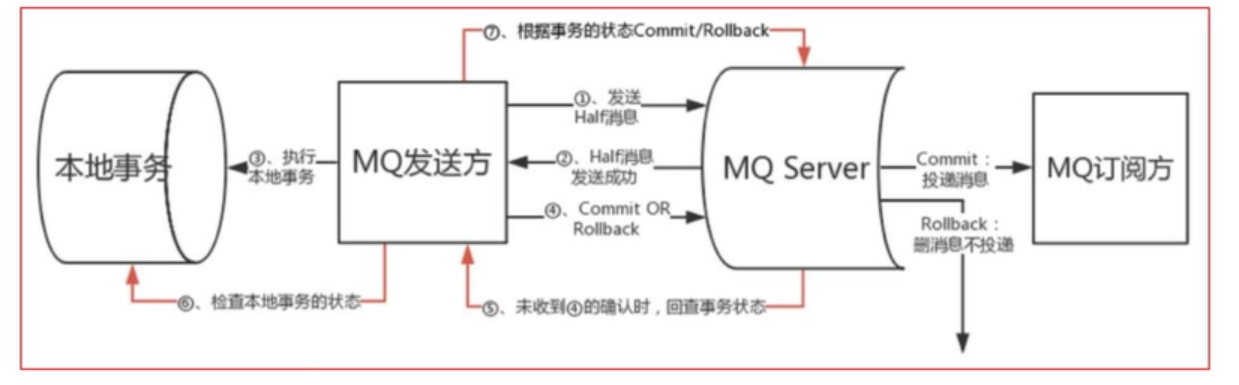 ⑦、根据事务的状态Commit/Rollback
①、发送
Half消息
本地事务
③、执行
本地事务
MQ发送方
②、Half消息
发送成功
MQ Server
Commit：
投递消息
MQ订阅方
④、Commit OR
Rollback
Rollback：
删消息不投递
⑥、检查本地事务的状态
⑤、未收到④的确认时，回查事务状态